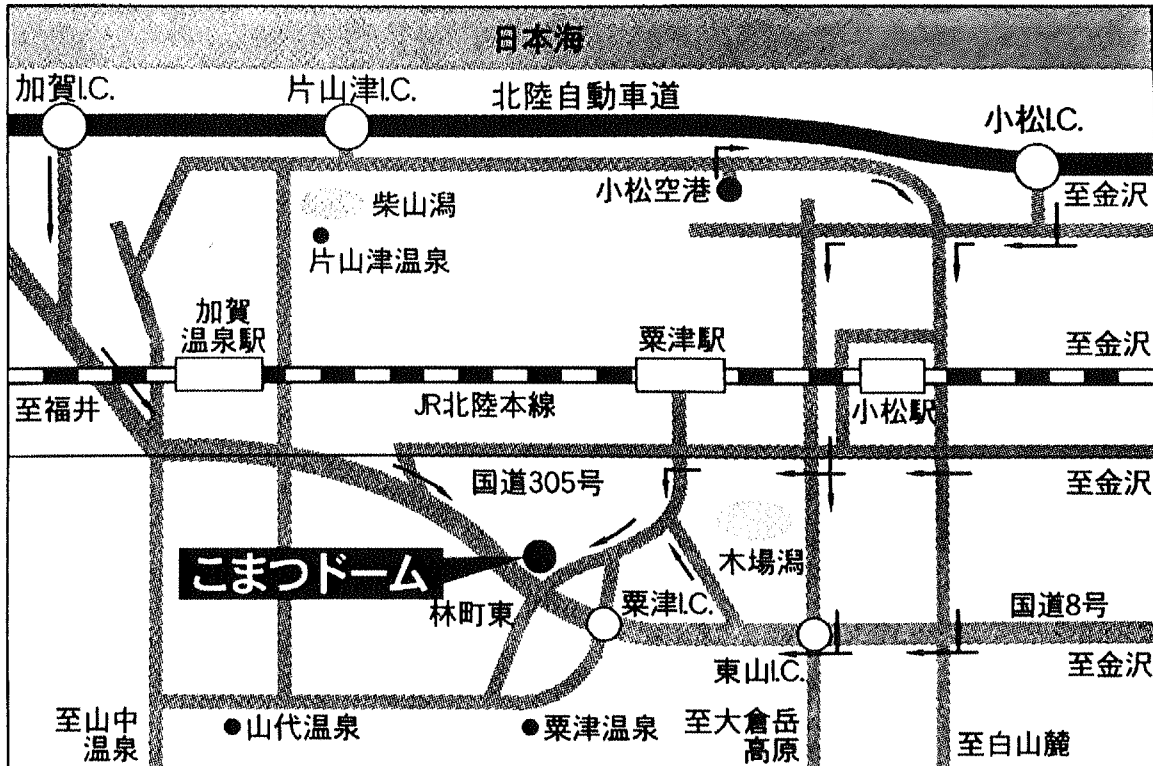 日本海
加賀I.C.
片山津I.C.
北陸自動車道
小松I.C.
至金沢
小松空港
柴山潟
片山津温泉
加賀
温泉駅
粟津駅
至金沢
至福井
JR北陸本線
小松駅
国道305号
至金沢
こまつドーム
木場潟
林町東
粟津I.C.
国道8号
東山I.C.
至金沢
至山中
温泉
山代温泉
粟津温泉
至大倉岳
高原
至白山麓